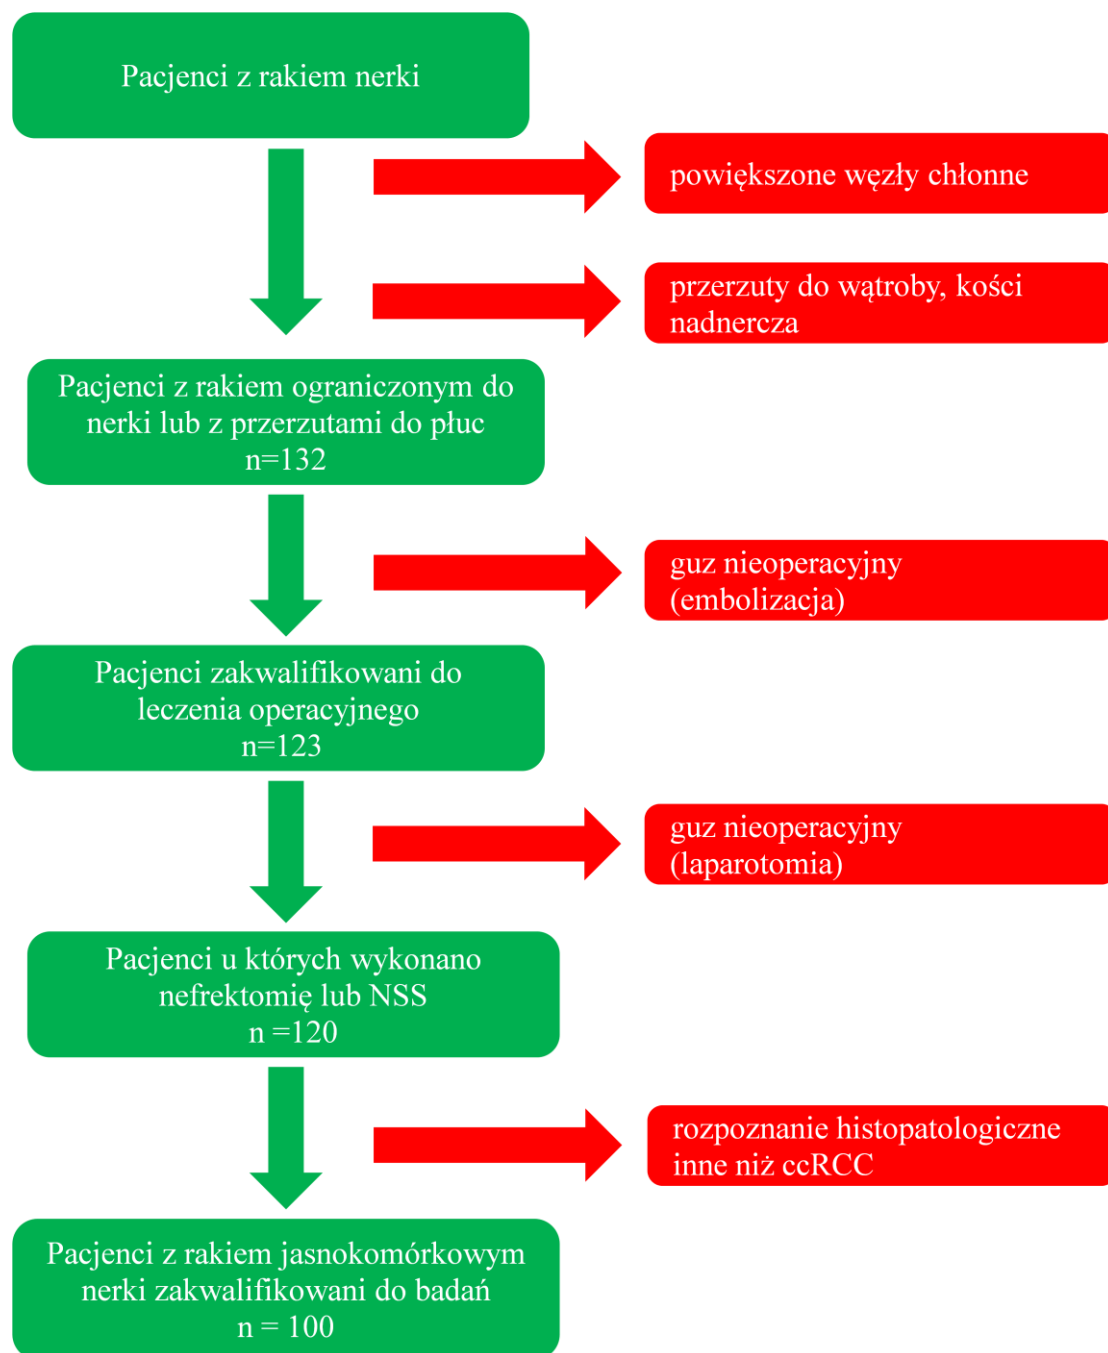 Pacjenci z rakiem nerki
powiększone węzły chłonne
przerzuty do wątroby, kości
nadnercza
Pacjenci z rakiem ograniczonym do
nerki lub z przerzutami do płuc
n=132
guz nieoperacyjny
(embolizacja)
Pacjenci zakwalifikowani do
leczenia operacyjnego
n=123
guz nieoperacyjny
(laparotomia)
Pacjenci u których wykonano
nefrektomię lub NSS
n =120
rozpoznanie histopatologiczne
inne niż ccRCC
Pacjenci z rakiem jasnokomórkowym
nerki zakwalifikowani do badań
n = 100